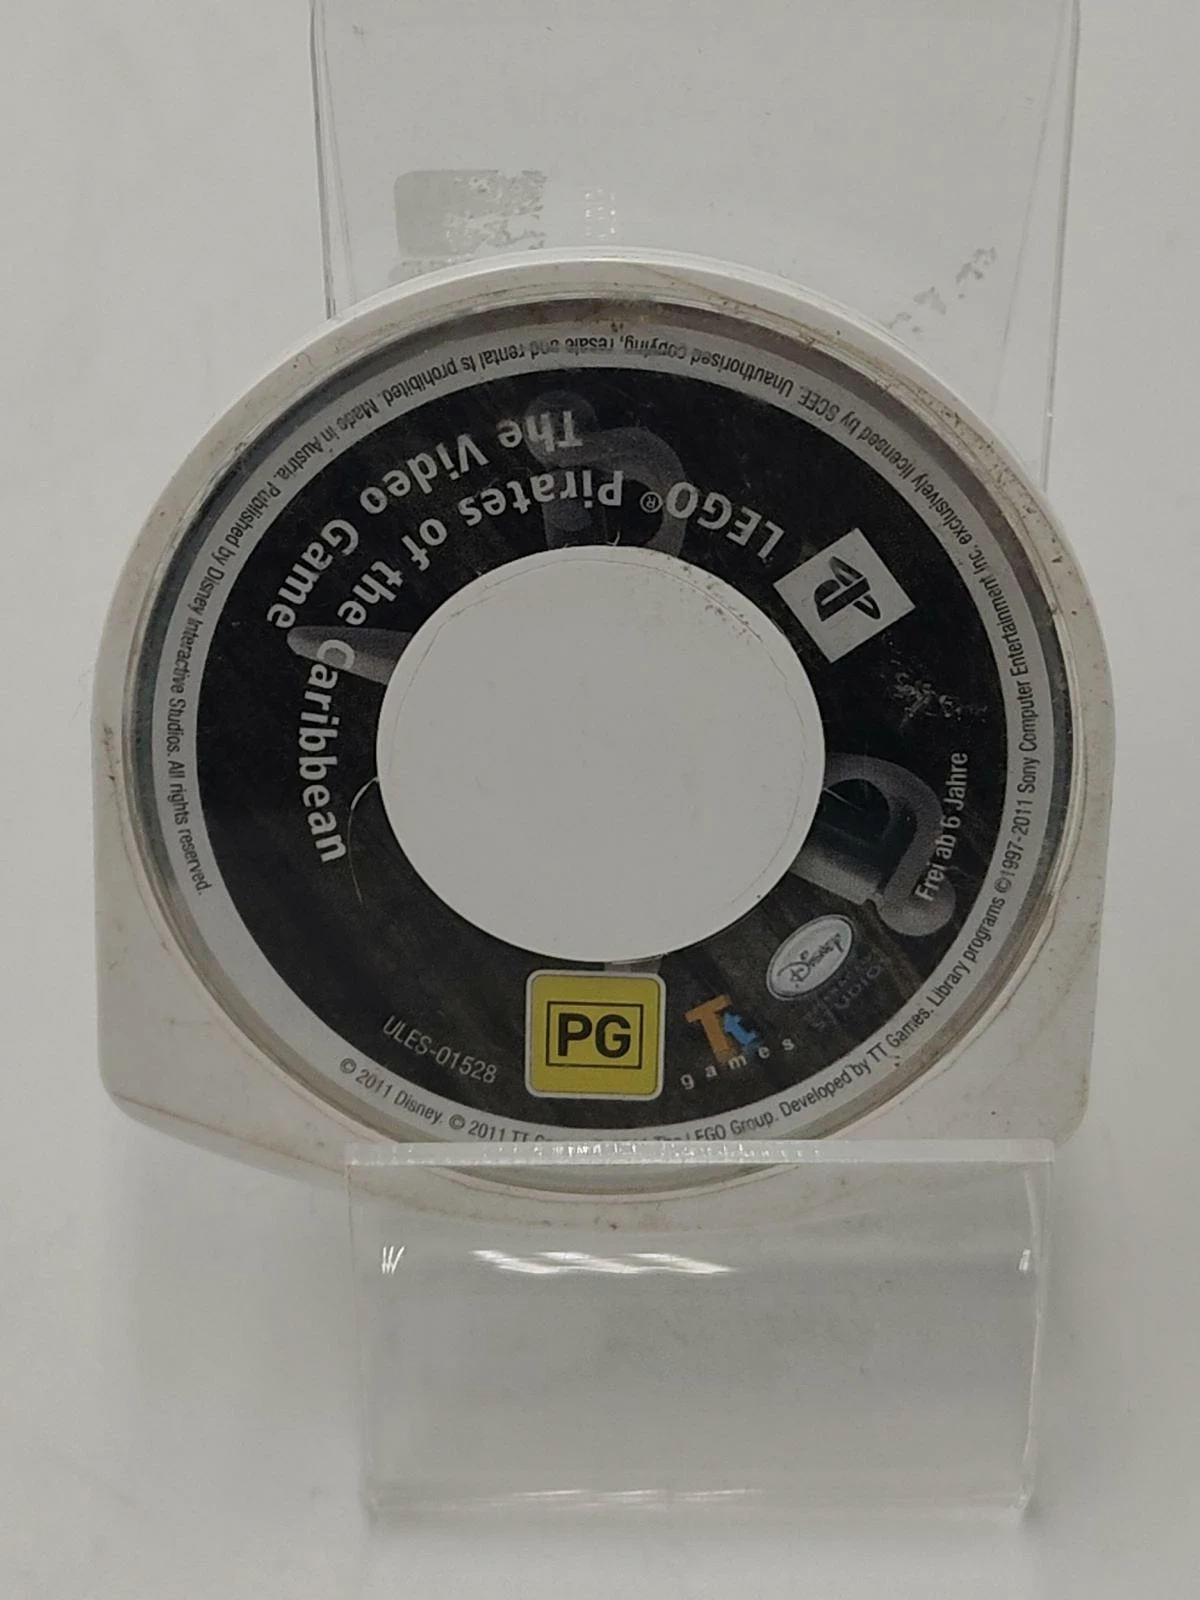 LEGO® Pirates of the Caribbean
The Video Game
Frei ab 6 Jahre
Disney
Tt
games
PG
ULES-01528
Library programs ©1997-2011 Sony Computer Entertainment Inc. exclusively licensed by SCEE. Unauthorised copying, resale and rental is prohibited. Made in Austria. Published by Disney Interactive Studios. All rights reserved.
© 2011 Disney. © 2011 TT The LEGO Group. Developed by TT Games.